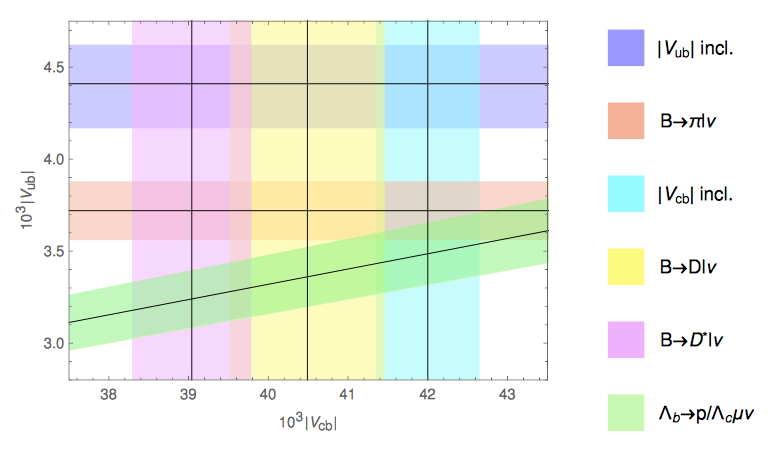 4.5
4.0
3.5
3.0
10³|V_ub|
38 39 40 41 42 43
10³|V_cb|
|V_ub| incl.
B→πlν
|V_cb| incl.
B→Dlν
B→D*lν
Λ_b→p/Λ_cμν